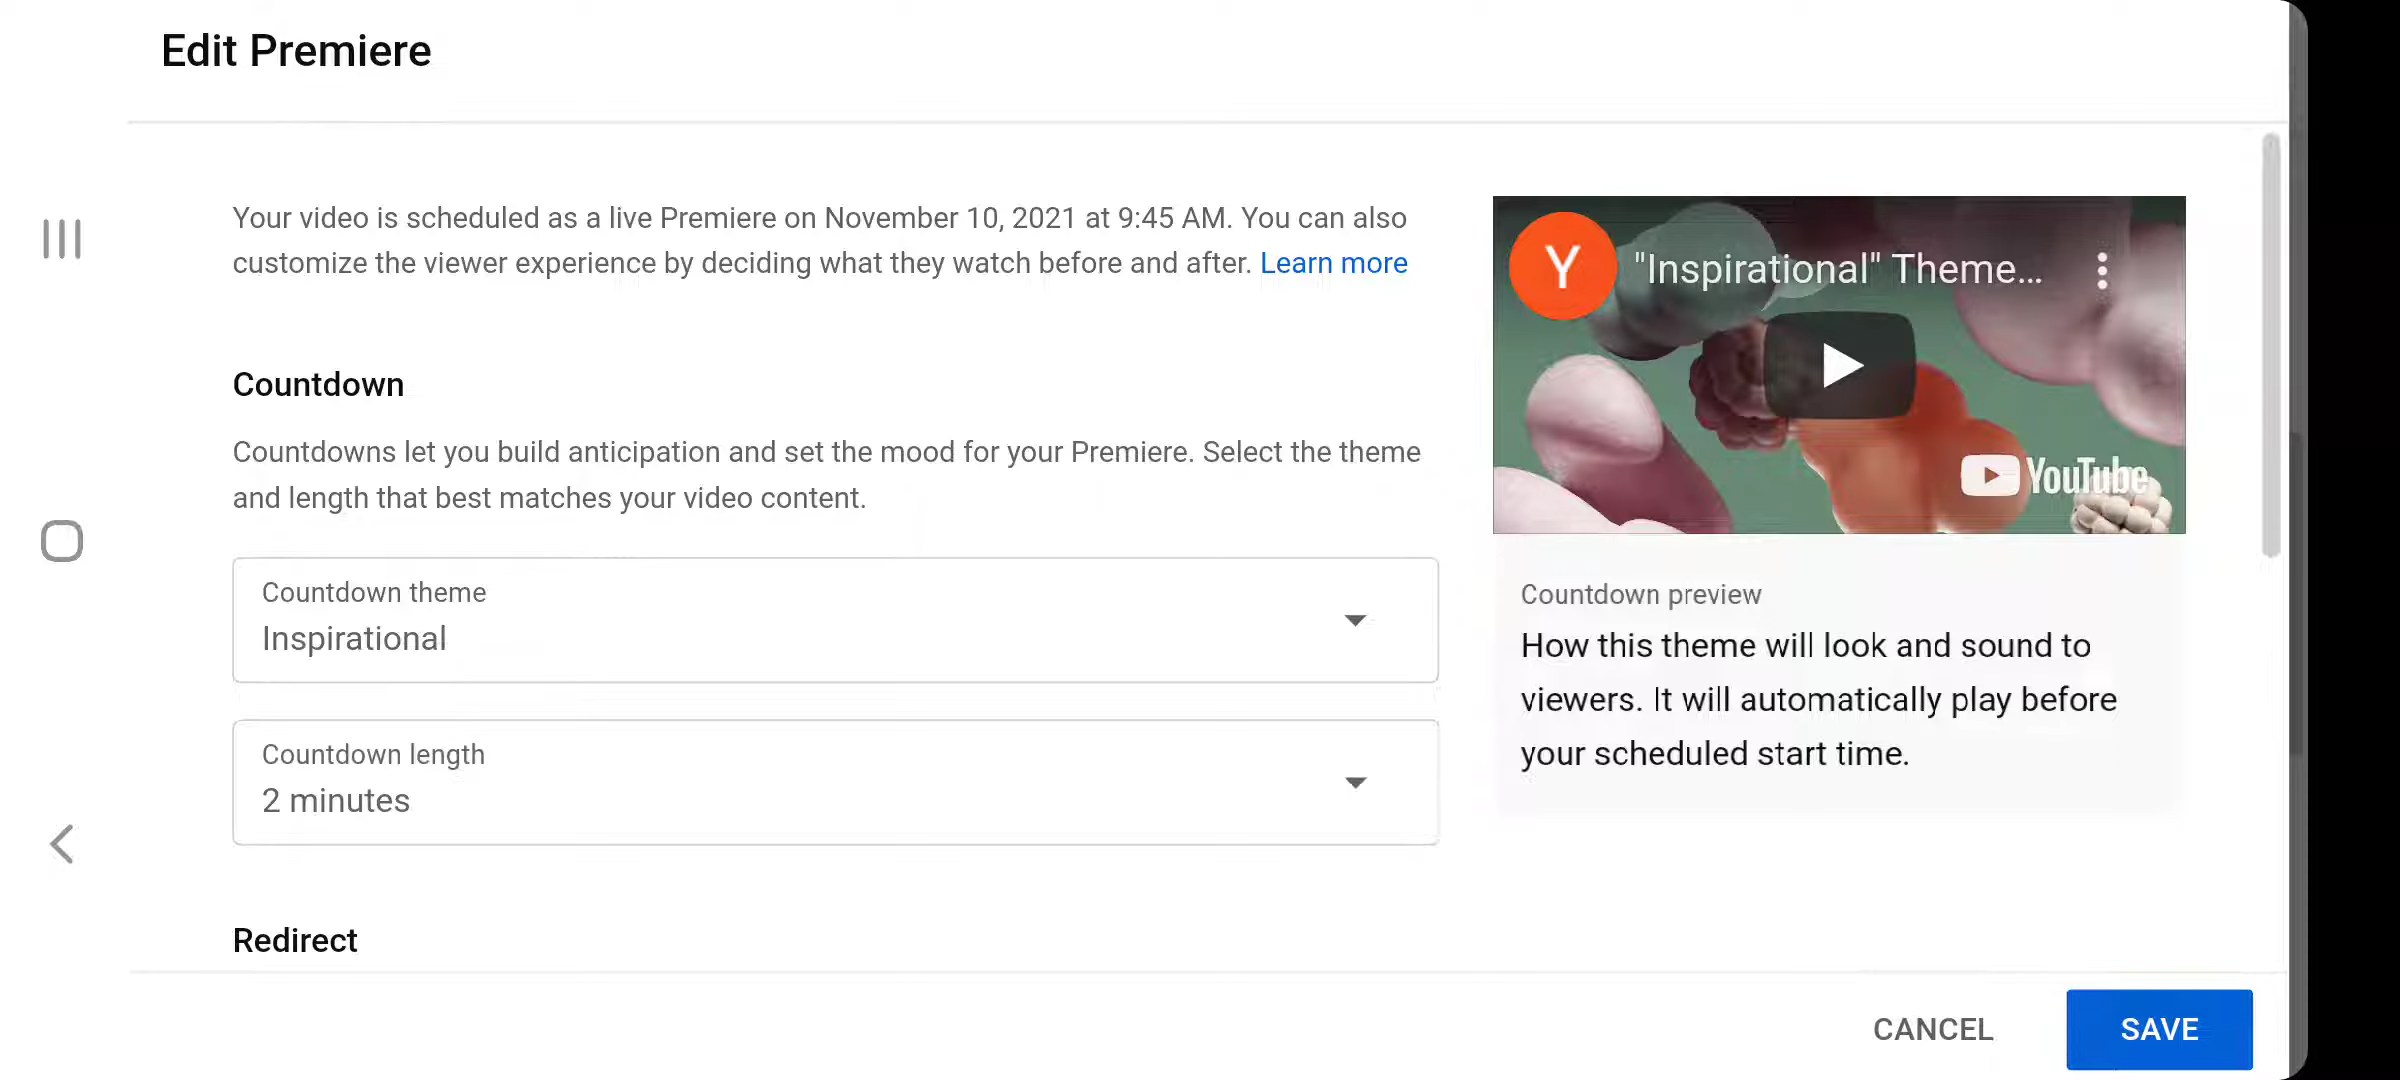 Edit Premiere
Your video is scheduled as a live Premiere on November 10, 2021 at 9:45 AM. You can also
customize the viewer experience by deciding what they watch before and after. Learn more
Countdown
Countdowns let you build anticipation and set the mood for your Premiere. Select the theme
and length that best matches your video content.
Countdown theme
Inspirational
Countdown length
2 minutes
Redirect
Y
"Inspirational" Theme...
YouTube
Countdown preview
How this theme will look and sound to
viewers. It will automatically play before
your scheduled start time.
CANCEL
SAVE